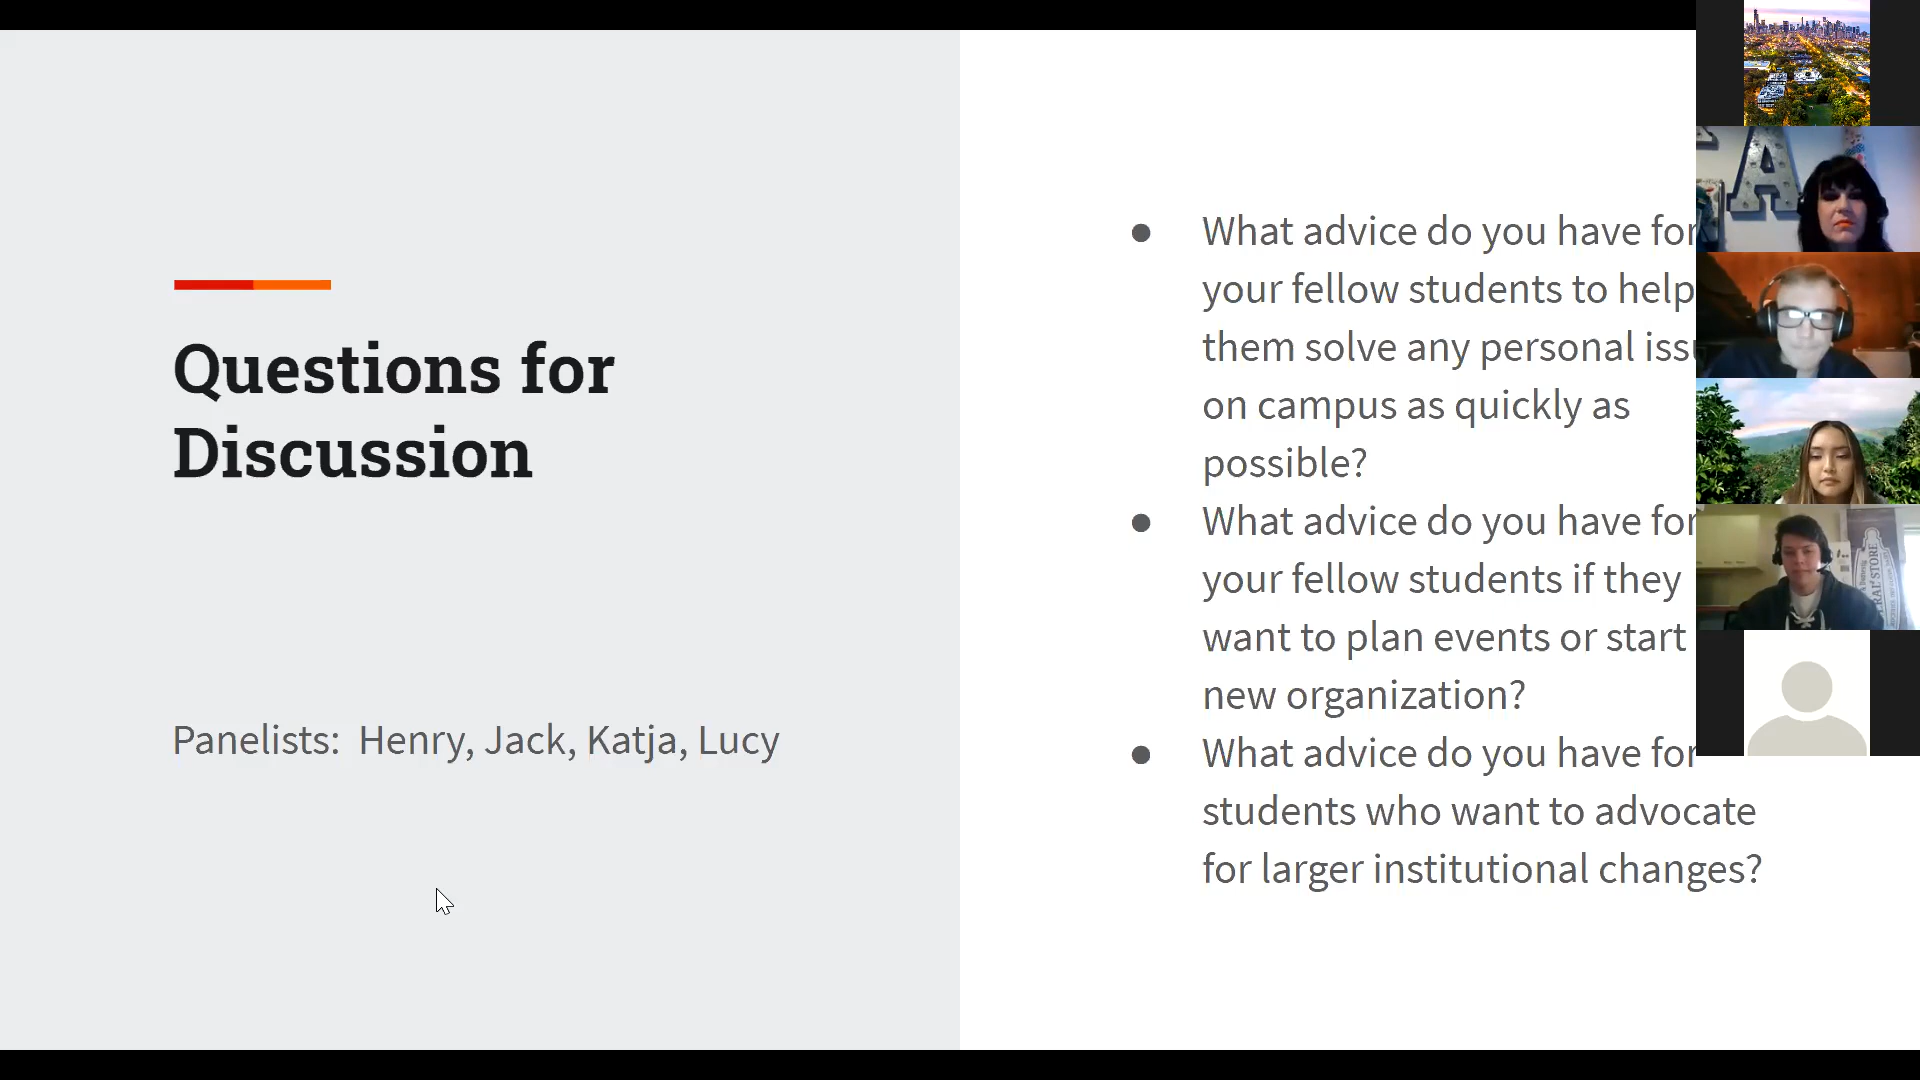 Questions for
Discussion
Panelists: Henry, Jack, Katja, Lucy
What advice do you have for
your fellow students to help
them solve any personal
on campus as quickly as
possible?
What advice do you have for
your fellow students if they
want to plan events or start
new organization?
What advice do you have for
students who want to advocate
for larger institutional changes?
A
STORE